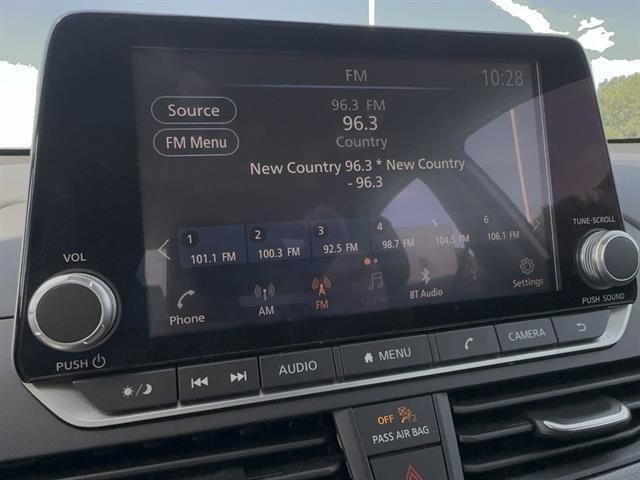 FM
10:28
Source
96.3 FM
96.3
FM Menu
Country
New Country 96.3 * New Country
- 96.3
1 2 3 4 5 6
101.1 FM 100.3 FM 92.5 FM 98.7 FM 104.5 FM 106.1 FM
Phone AM FM BT Audio Settings
VOL
PUSH
TUNE·SCROLL
PUSH SOUND
AUDIO MENU CAMERA
OFF 2
PASS AIR BAG